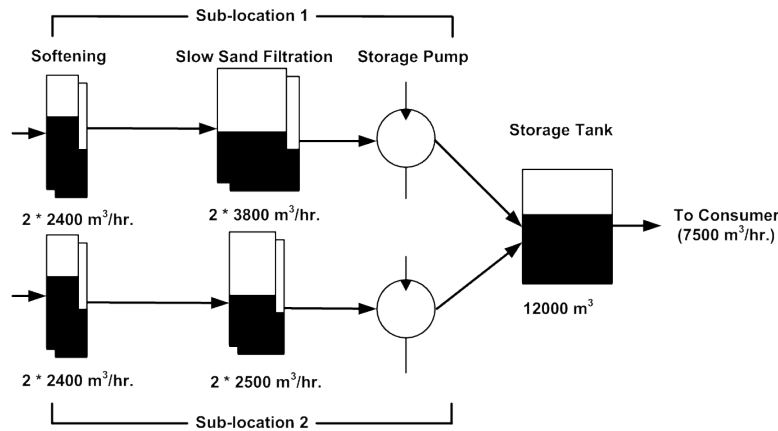 Sub-location 1
Softening
Slow Sand Filtration
Storage Pump
Storage Tank
2 * 2400 m³/hr.
2 * 3800 m³/hr.
To Consumer
(7500 m³/hr.)
12000 m³
2 * 2400 m³/hr.
2 * 2500 m³/hr.
Sub-location 2